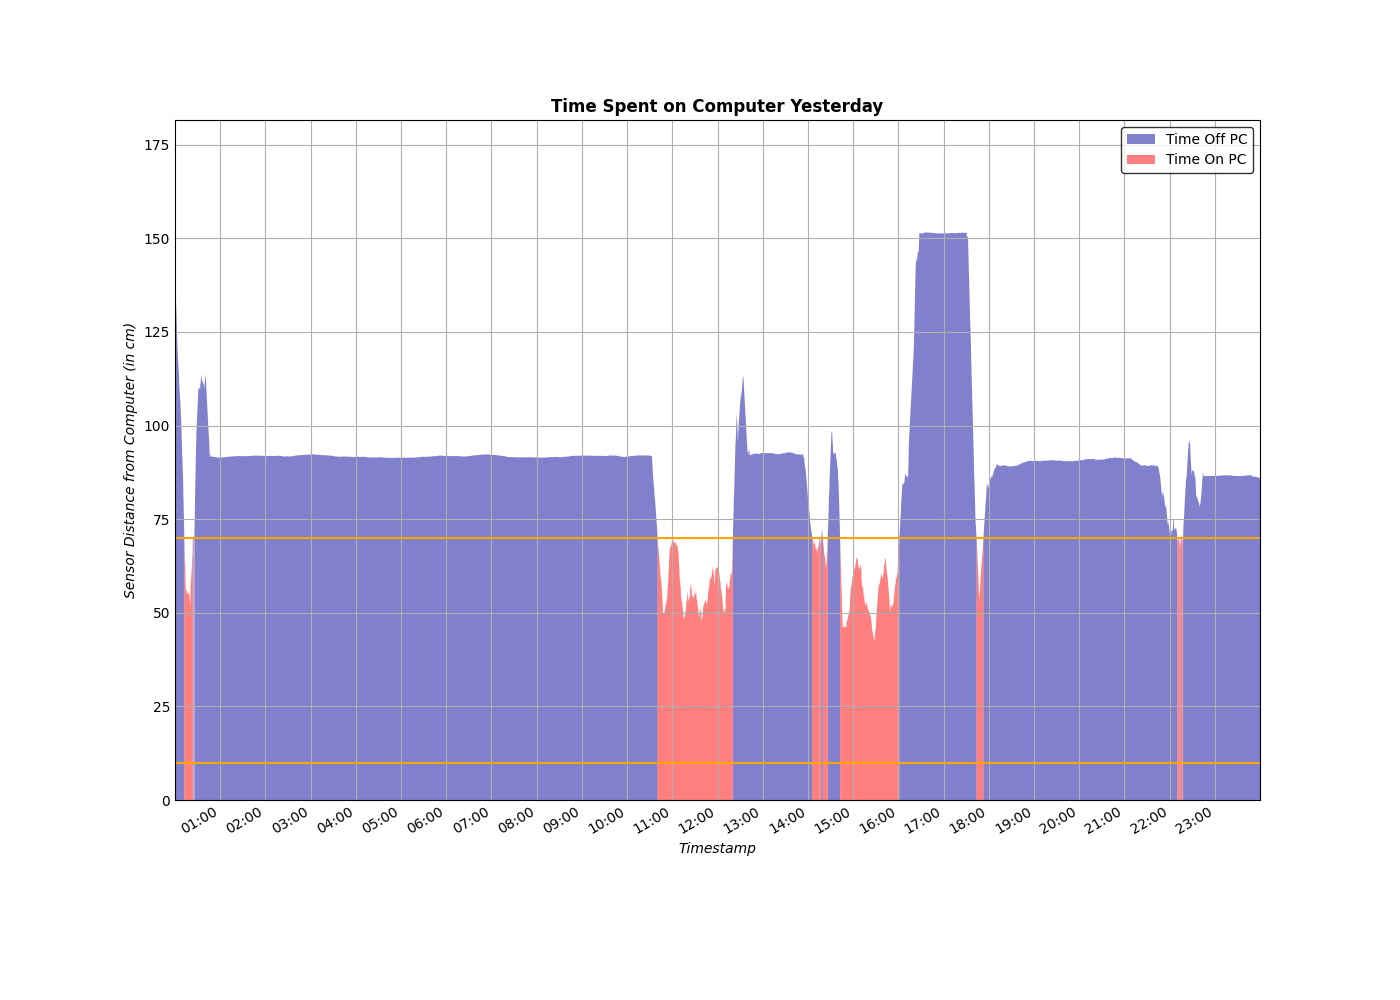 Time Spent on Computer Yesterday
Time Off PC
Time On PC
Sensor Distance from Computer (in cm)
175
150
125
100
75
50
25
0
01:00 02:00 03:00 04:00 05:00 06:00 07:00 08:00 09:00 10:00 11:00 12:00 13:00 14:00 15:00 16:00 17:00 18:00 19:00 20:00 21:00 22:00 23:00
Timestamp